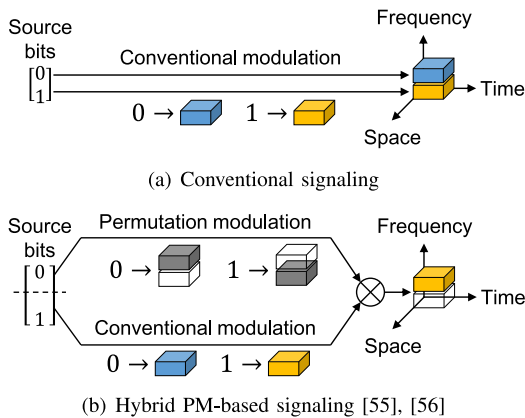 Source
bits
[0
1]
Conventional modulation
0 → 1 →
Frequency
Time
Space
(a) Conventional signaling
Source
bits
[0
1]
Permutation modulation
0 → 1 →
Conventional modulation
0 → 1 →
Frequency
Time
Space
(b) Hybrid PM-based signaling [55], [56]